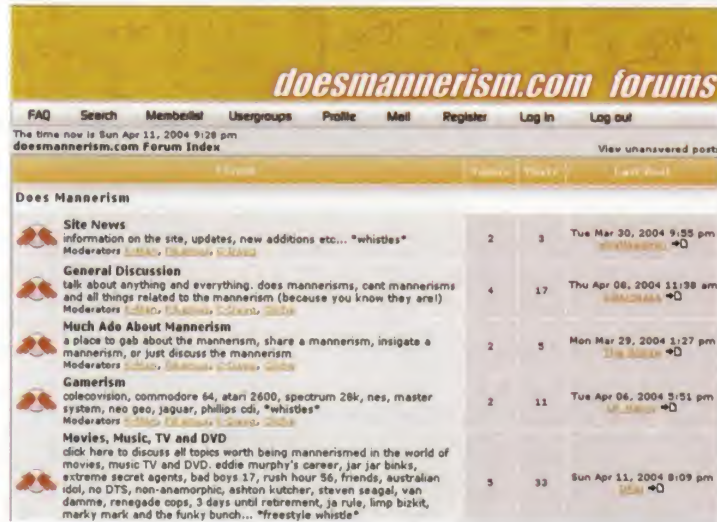 doesmannerism.com forums
FAQ Search Memberlist Usergroups Profile Mail Register Log in Log out
The time now is Sun Apr 11, 2004 9:28 pm
doesmannerism.com Forum Index View unanswered posts
Forum Topics Posts Last Post
Does Mannerism
Site News
information on the site, updates, new additions etc... *whistles*
Moderators
2 3 Tue Mar 30, 2004 9:55 pm
General Discussion
talk about anything and everything. does mannerisms, cant mannerisms
and all things related to the mannerism (because you know they are!)
Moderators
4 17 Thu Apr 08, 2004 11:38 am
Much Ado About Mannerism
a place to gab about the mannerism, share a mannerism, insigate a
mannerism, or just discuss the mannerism
Moderators
2 5 Mon Mar 29, 2004 1:27 pm
Gamerism
colecovision, commodore 64, atari 2600, spectrum 28k, nes, master
system, neo geo, jaguar, phillips cdi, *whistles*
Moderators
2 11 Tue Apr 06, 2004 5:51 pm
Movies, Music, TV and DVD
click here to discuss all topics worth being mannerismed in the world of
movies, music TV and DVD. eddie murphy's career, jar jar binks,
extreme secret agents, bad boys 17, rush hour 56, friends, australian
idol, no DTS, non-anamorphic, ashton kutcher, steven seagal, van
damme, renegade cops, 3 days until retirement, ja rule, limp bizkit,
marky mark and the funky bunch... *freestyle whistle*
5 33 Sun Apr 11, 2004 8:09 pm